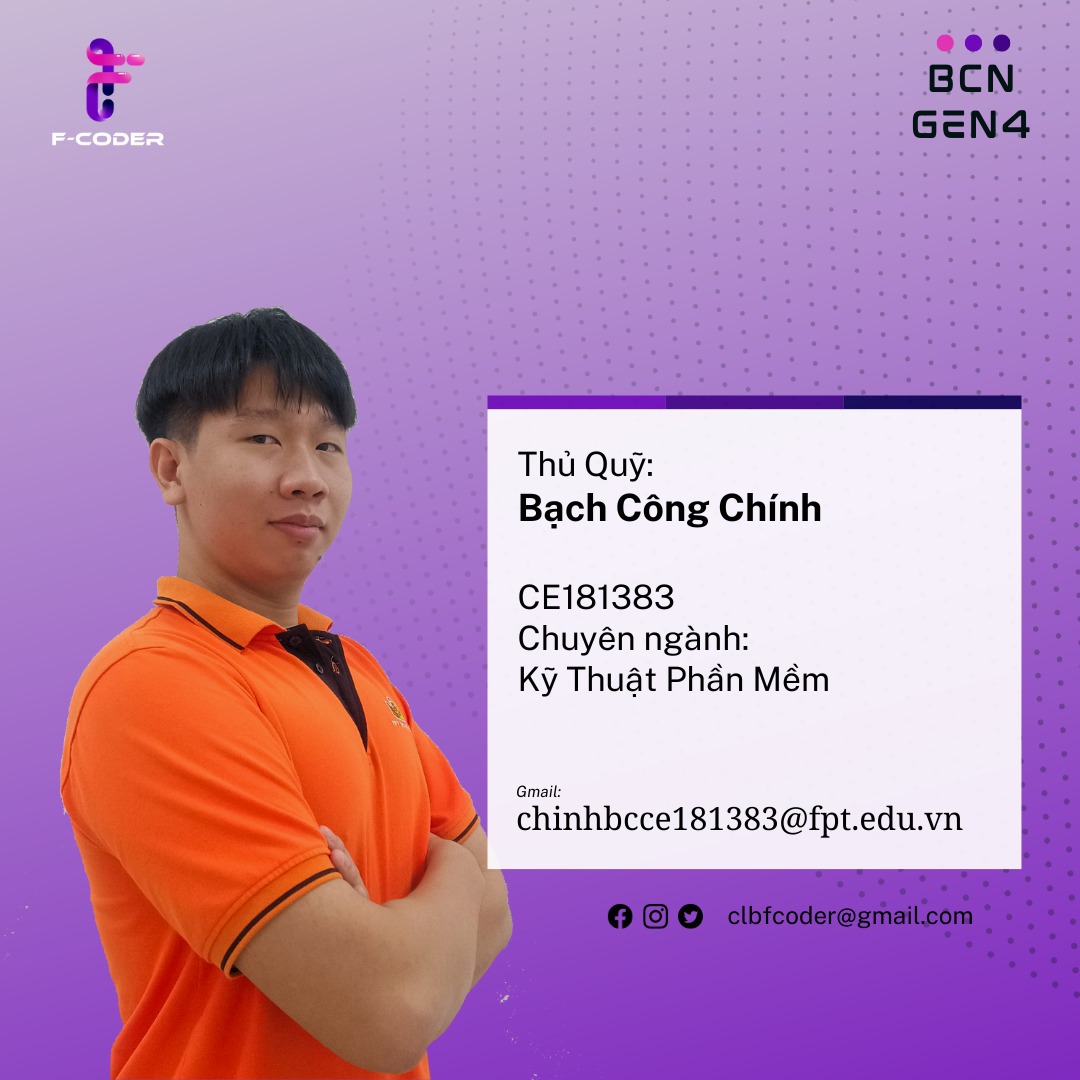 F-CODER
BCN
GEN4
Thủ Quỹ:
Bạch Công Chính
CE181383
Chuyên ngành:
Kỹ Thuật Phần Mềm
Gmail:
chinhbcce181383@fpt.edu.vn
clbfcoder@gmail.com